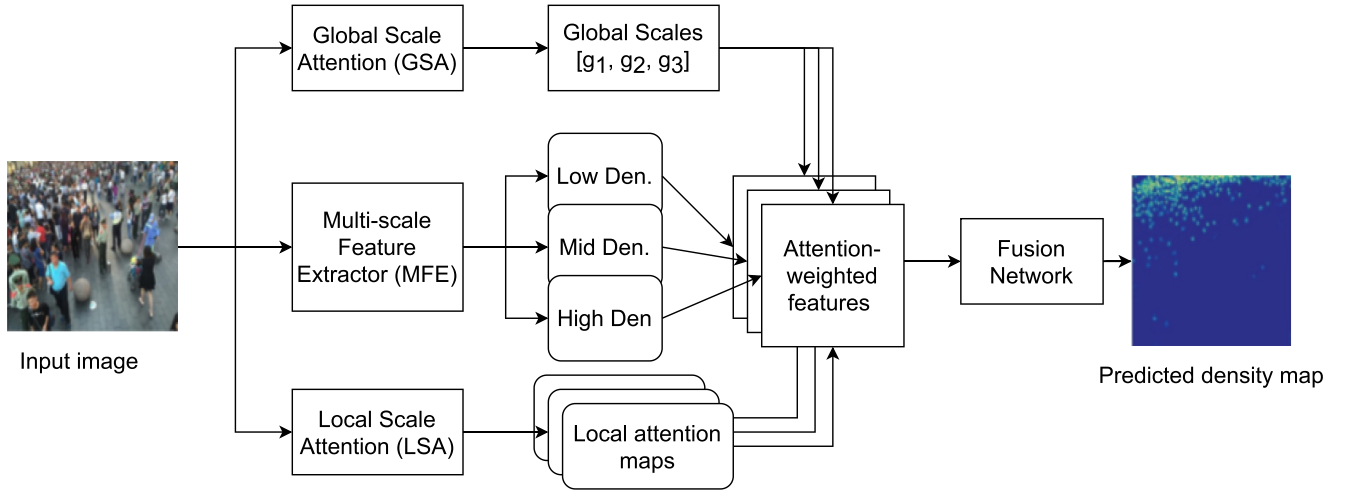 Global Scale
Attention (GSA)
Global Scales
[g1, g2, g3]
Multi-scale
Feature
Extractor (MFE)
Low Den.
Mid Den.
High Den
Attention-
weighted
features
Fusion
Network
Input image
Predicted density map
Local Scale
Attention (LSA)
Local attention
maps